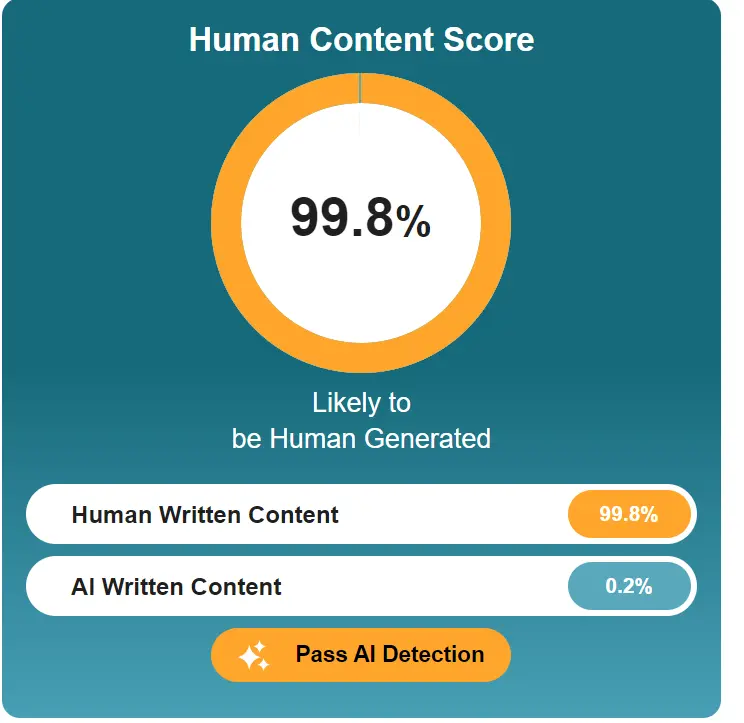 Human Content Score
99.8%
Likely to
be Human Generated
Human Written Content 99.8%
AI Written Content 0.2%
Pass AI Detection